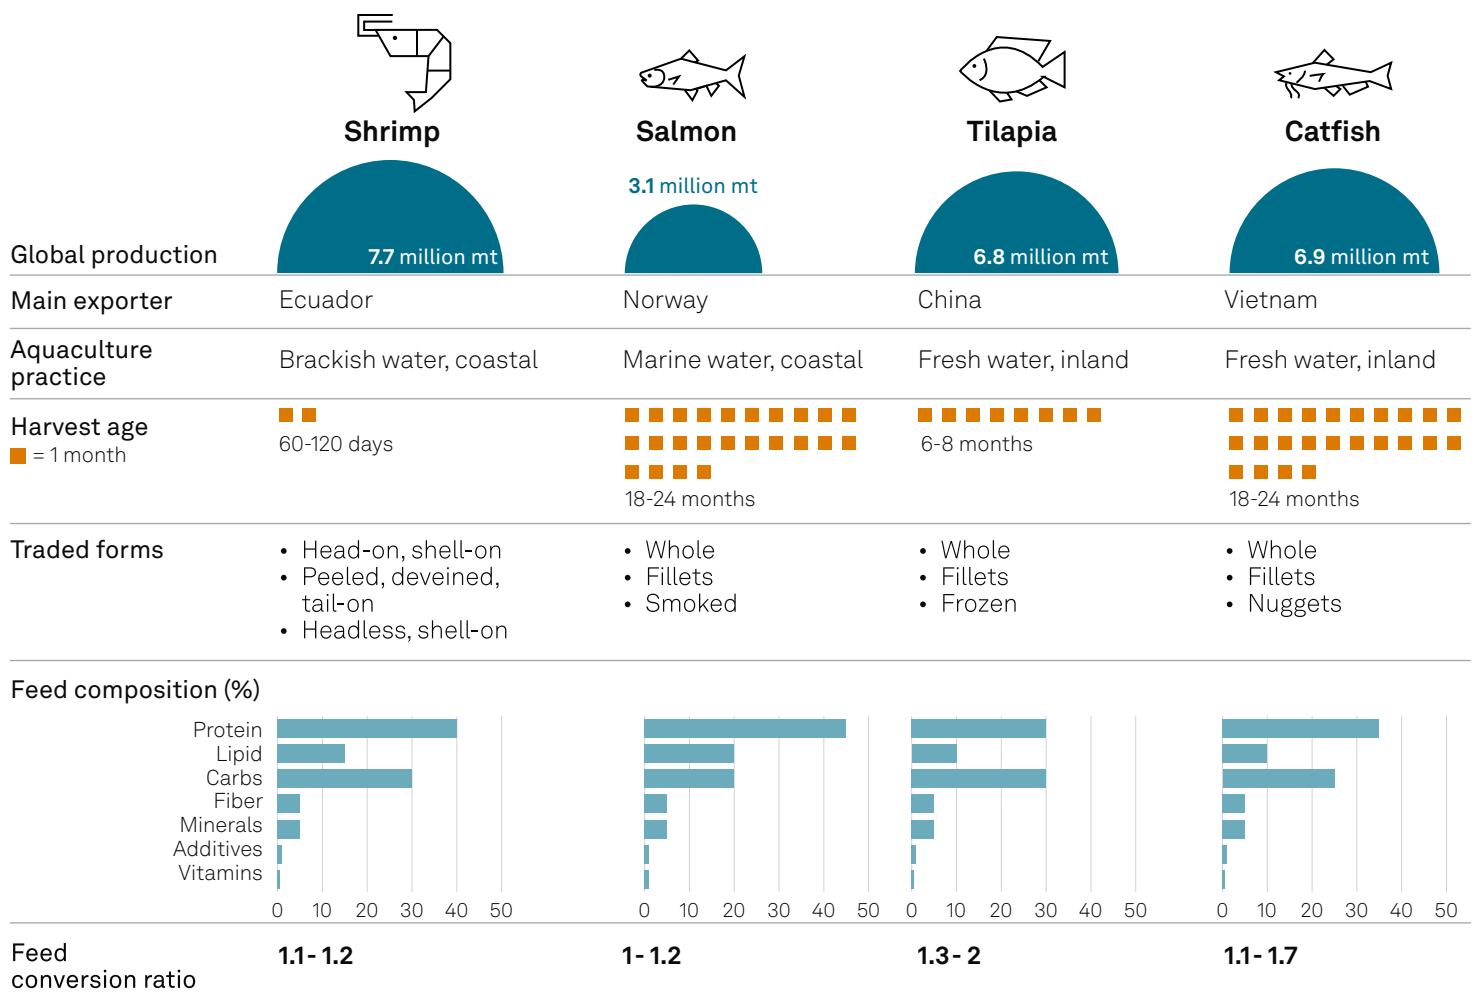 Shrimp
Salmon
Tilapia
Catfish
Global production
7.7 million mt
3.1 million mt
6.8 million mt
6.9 million mt
Main exporter
Ecuador
Norway
China
Vietnam
Aquaculture
practice
Brackish water, coastal
Marine water, coastal
Fresh water, inland
Fresh water, inland
Harvest age
= 1 month
60-120 days
18-24 months
6-8 months
18-24 months
Traded forms
• Head-on, shell-on
• Peeled, deveined,
tail-on
• Headless, shell-on
• Whole
• Fillets
• Smoked
• Whole
• Fillets
• Frozen
• Whole
• Fillets
• Nuggets
Feed composition (%)
Protein
Lipid
Carbs
Fiber
Minerals
Additives
Vitamins
0 10 20 30 40 50
0 10 20 30 40 50
0 10 20 30 40 50
0 10 20 30 40 50
Feed
conversion ratio
1.1 - 1.2
1 - 1.2
1.3 - 2
1.1 - 1.7